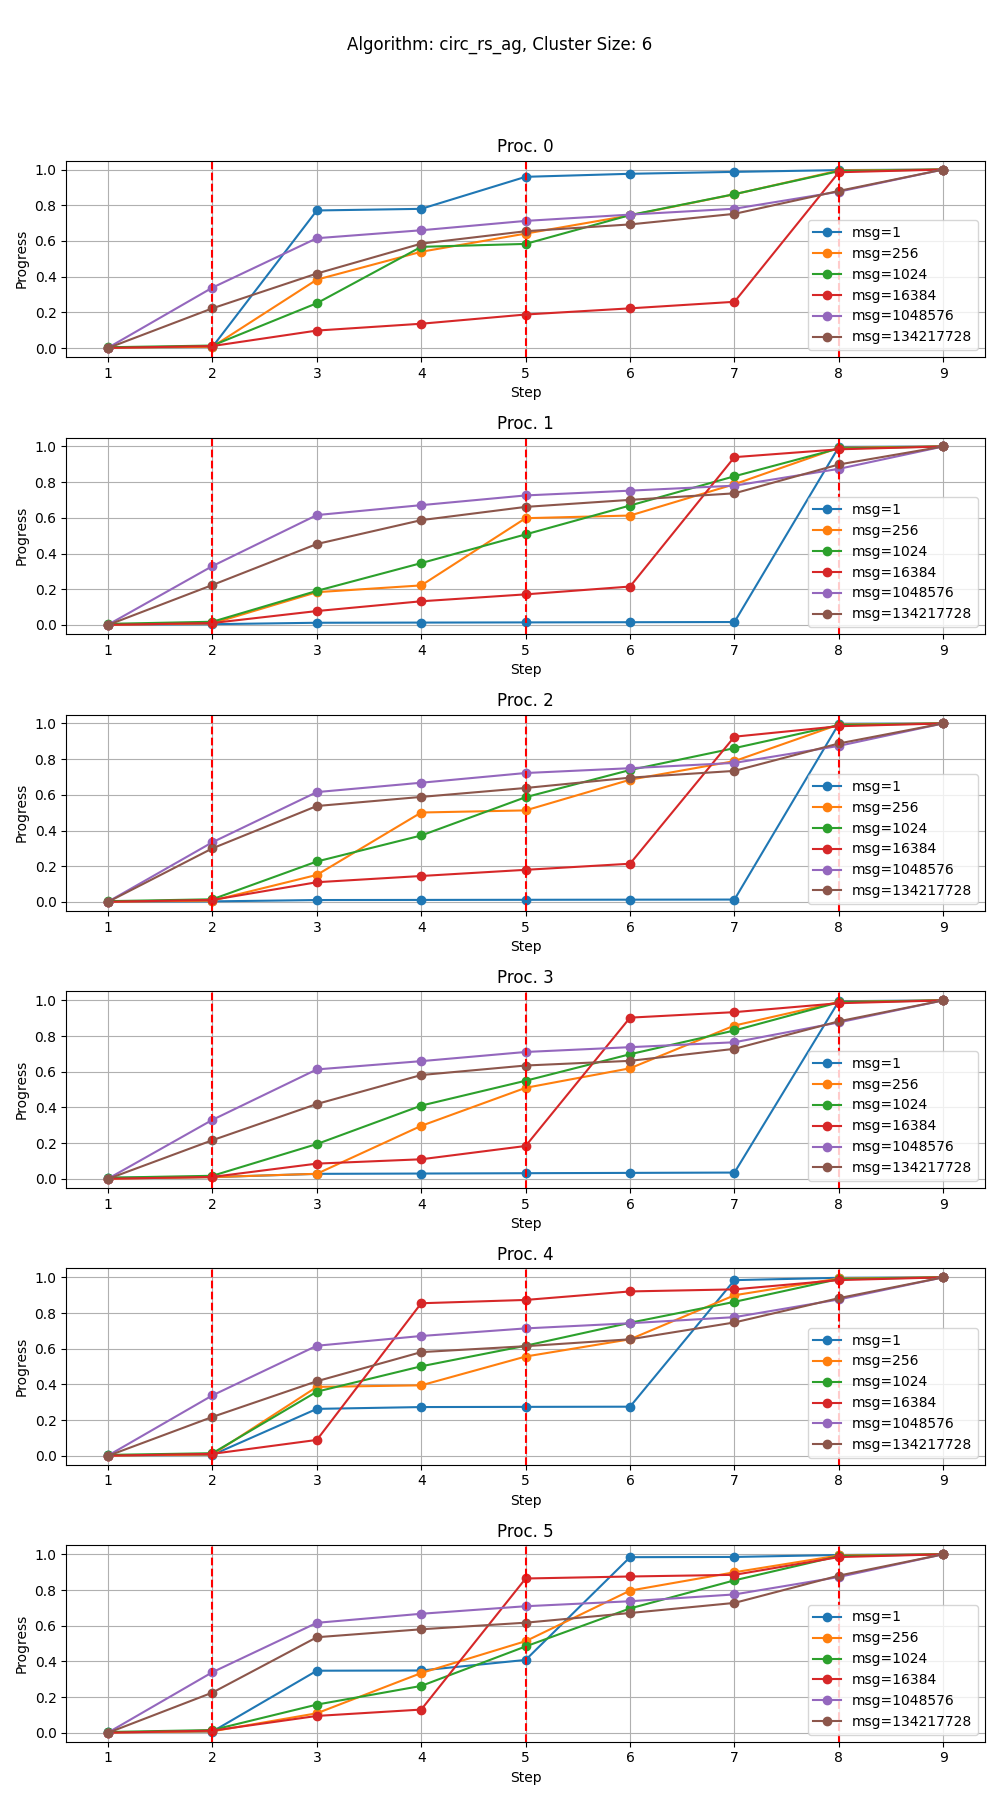 Algorithm: circ_rs_ag, Cluster Size: 6
Proc. 0
1.0
0.8
0.6
0.4
0.2
0.0
Progress
msg=1
msg=256
msg=1024
msg=16384
msg=1048576
msg=134217728
1 2 3 4 5 6 7 8 9
Step
Proc. 1
1.0
0.8
0.6
0.4
0.2
0.0
Progress
msg=1
msg=256
msg=1024
msg=16384
msg=1048576
msg=134217728
1 2 3 4 5 6 7 8 9
Step
Proc. 2
1.0
0.8
0.6
0.4
0.2
0.0
Progress
msg=1
msg=256
msg=1024
msg=16384
msg=1048576
msg=134217728
1 2 3 4 5 6 7 8 9
Step
Proc. 3
1.0
0.8
0.6
0.4
0.2
0.0
Progress
msg=1
msg=256
msg=1024
msg=16384
msg=1048576
msg=134217728
1 2 3 4 5 6 7 8 9
Step
Proc. 4
1.0
0.8
0.6
0.4
0.2
0.0
Progress
msg=1
msg=256
msg=1024
msg=16384
msg=1048576
msg=134217728
1 2 3 4 5 6 7 8 9
Step
Proc. 5
1.0
0.8
0.6
0.4
0.2
0.0
Progress
msg=1
msg=256
msg=1024
msg=16384
msg=1048576
msg=134217728
1 2 3 4 5 6 7 8 9
Step